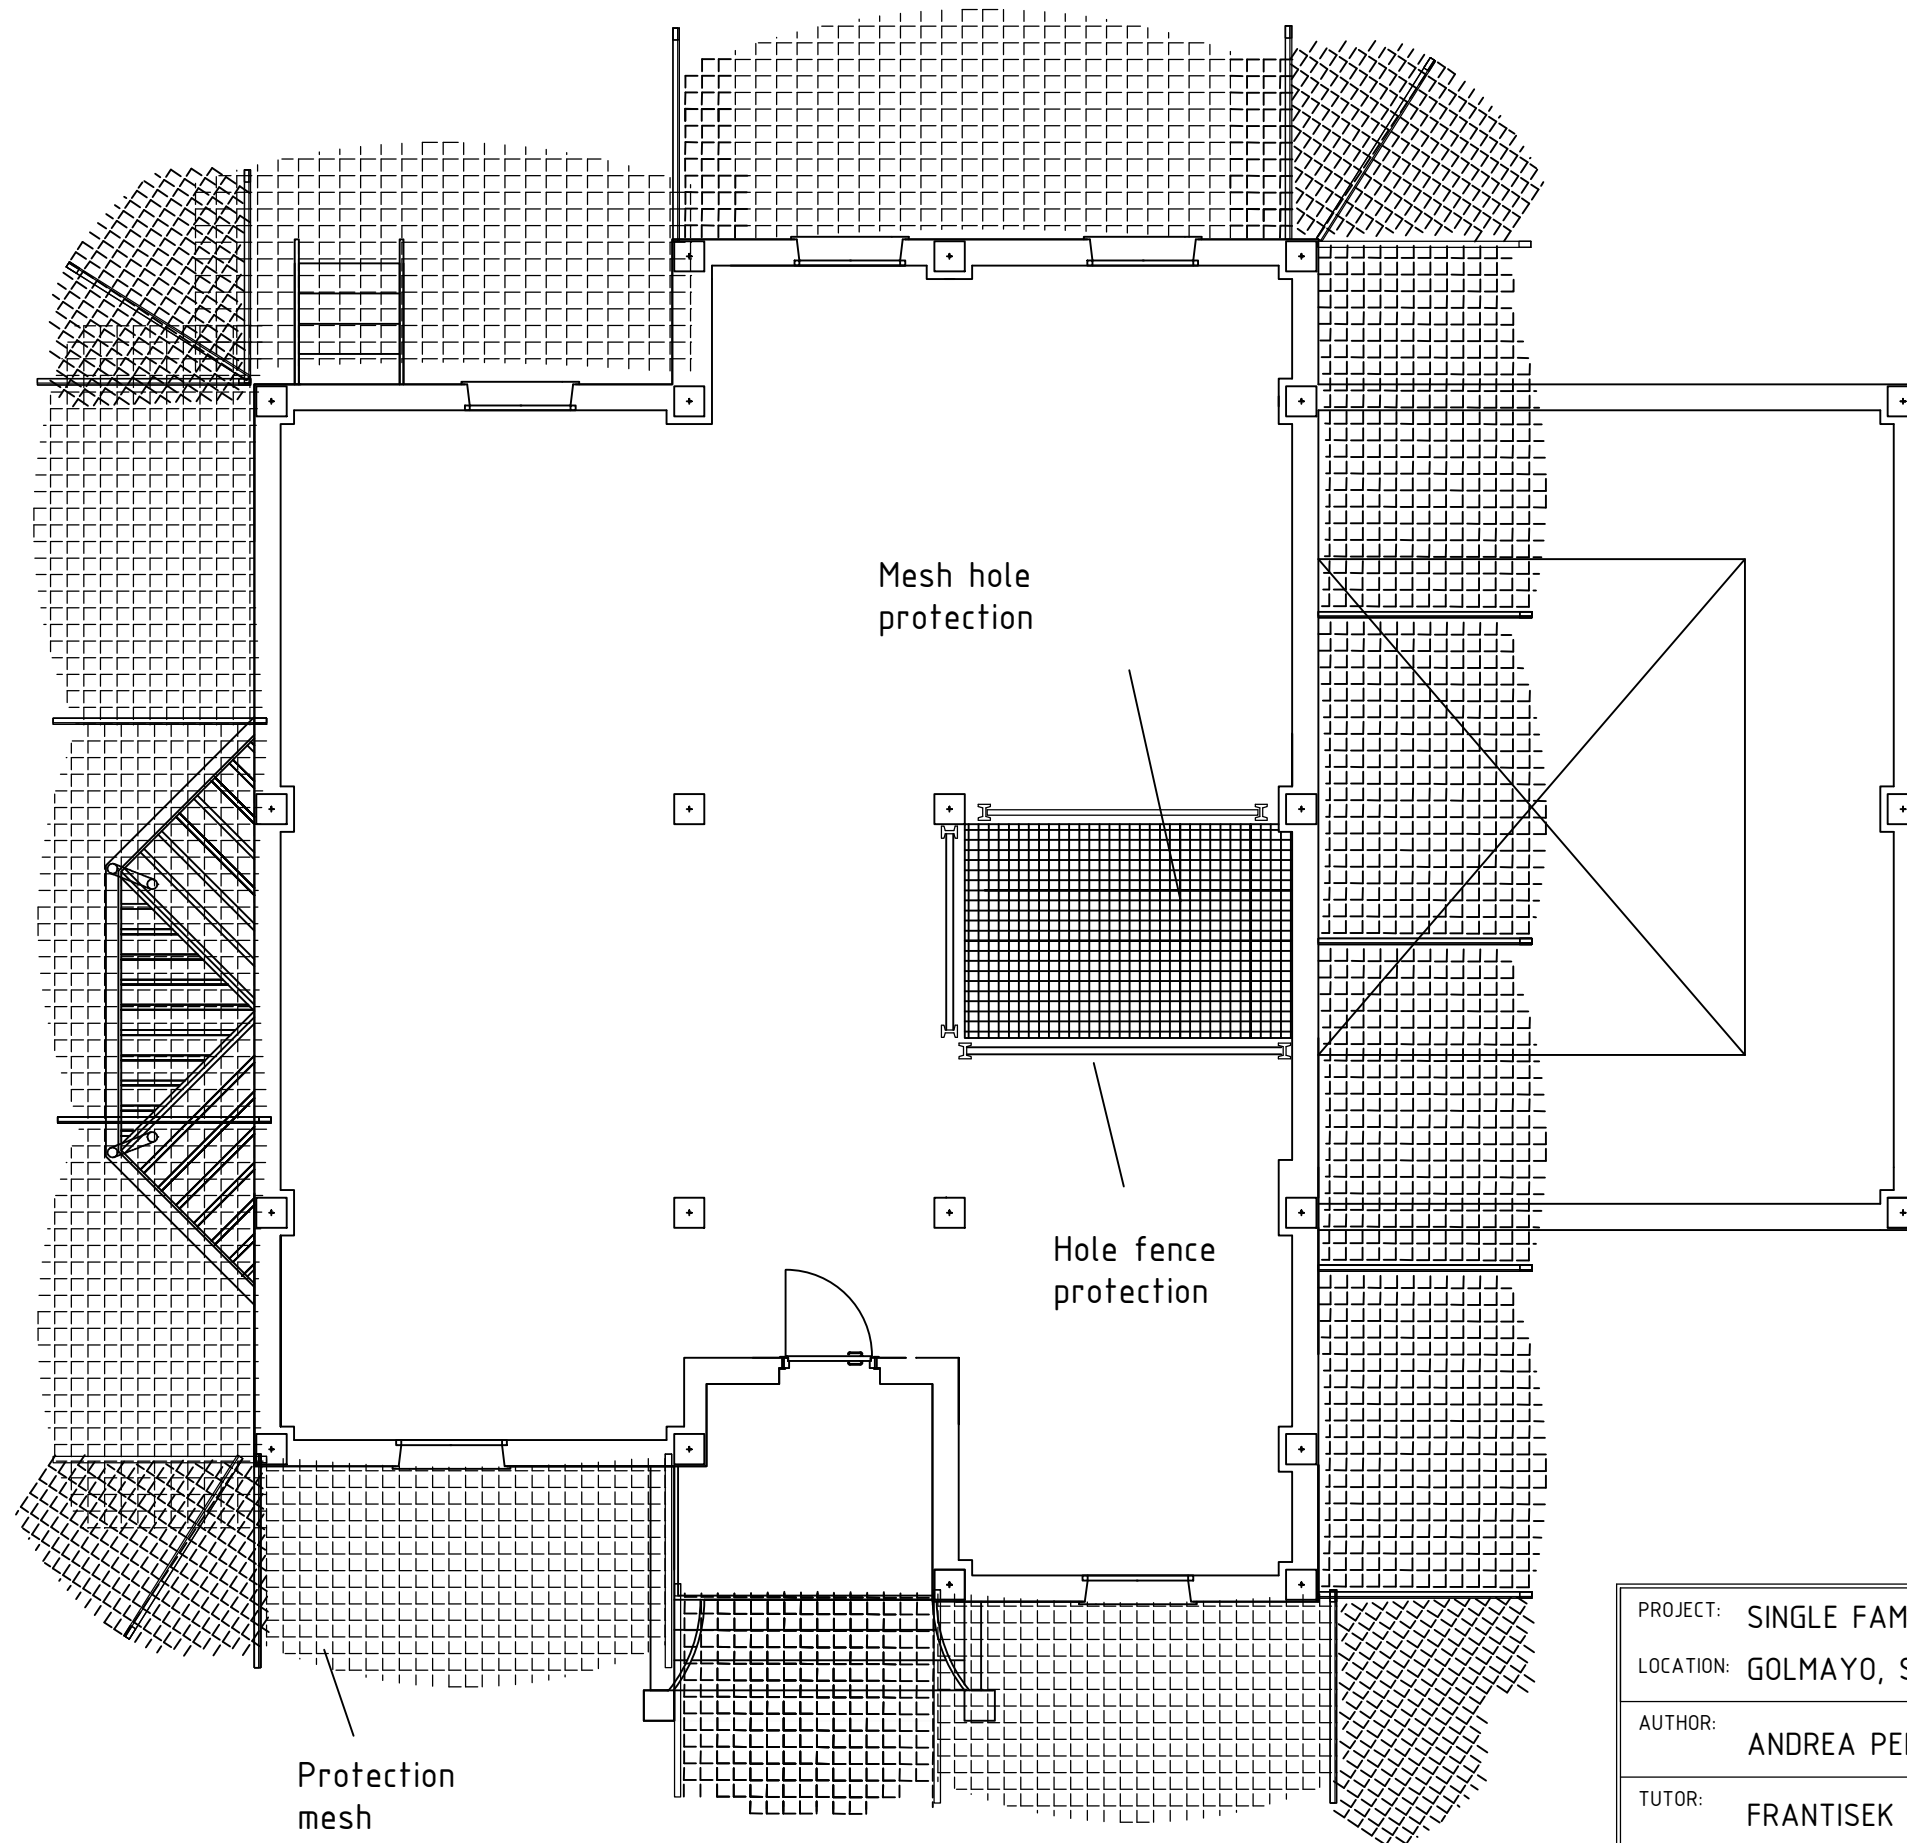 Mesh hole
protection
Hole fence
protection
Protection
mesh
PROJECT: SINGLE FAM
LOCATION: GOLMAYO, S
AUTHOR: ANDREA PE
TUTOR: FRANTISEK